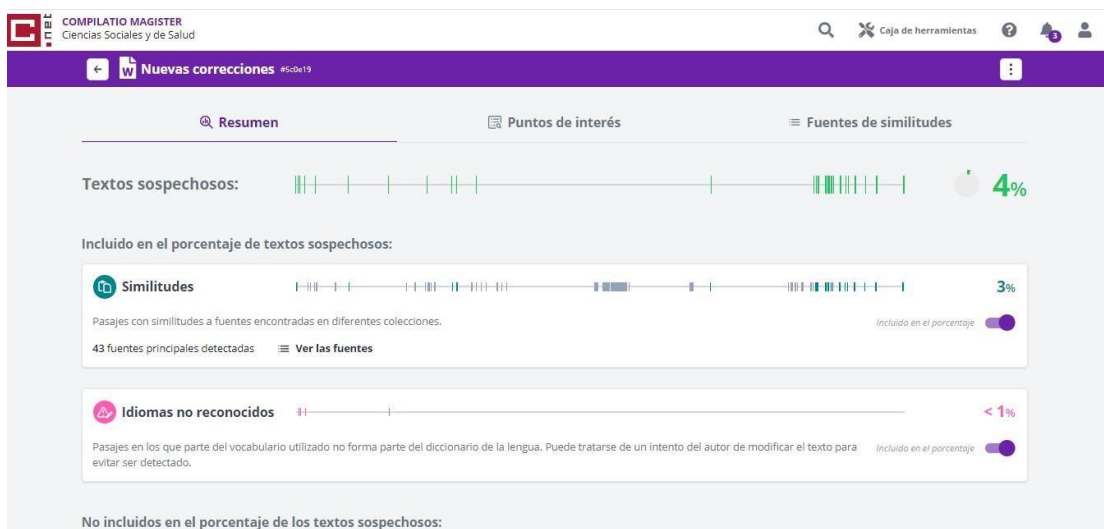 .net
COMPILATIO MAGISTER
Ciencias Sociales y de Salud
Caja de herramientas
3
Nuevas correcciones #5c0e19
Resumen
Puntos de interés
Fuentes de similitudes
Textos sospechosos:
4%
Incluido en el porcentaje de textos sospechosos:
Similitudes
3%
Pasajes con similitudes a fuentes encontradas en diferentes colecciones.
Incluido en el porcentaje
43 fuentes principales detectadas
Ver las fuentes
Idiomas no reconocidos
< 1%
Pasajes en los que parte del vocabulario utilizado no forma parte del diccionario de la lengua. Puede tratarse de un intento del autor de modificar el texto para
evitar ser detectado.
Incluido en el porcentaje
No incluidos en el porcentaje de los textos sospechosos: